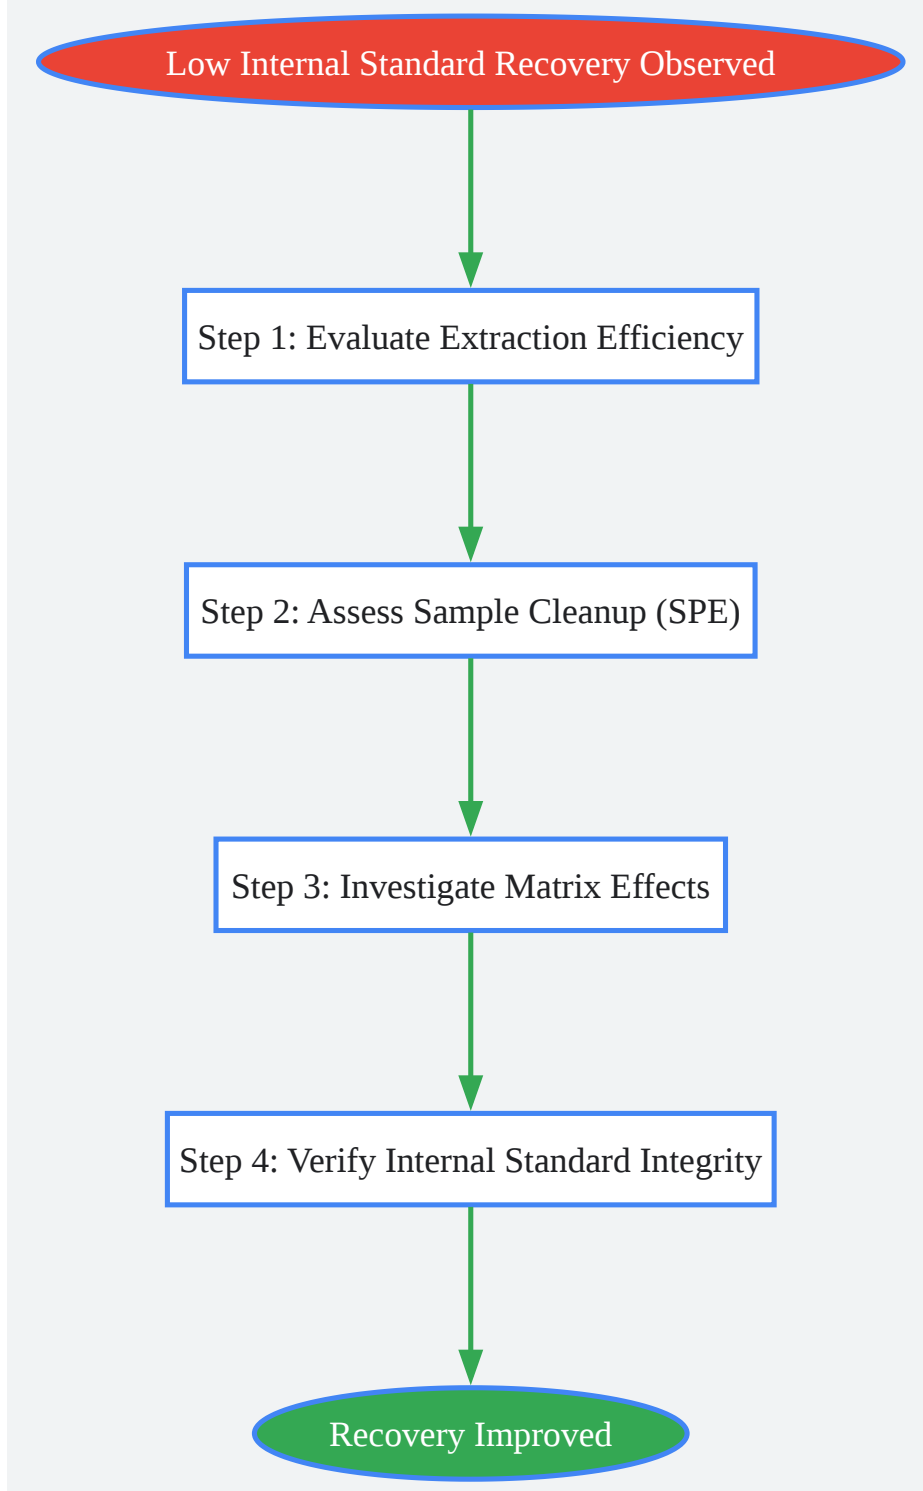 Low Internal Standard Recovery Observed
Step 1: Evaluate Extraction Efficiency
Step 2: Assess Sample Cleanup (SPE)
Step 3: Investigate Matrix Effects
Step 4: Verify Internal Standard Integrity
Recovery Improved